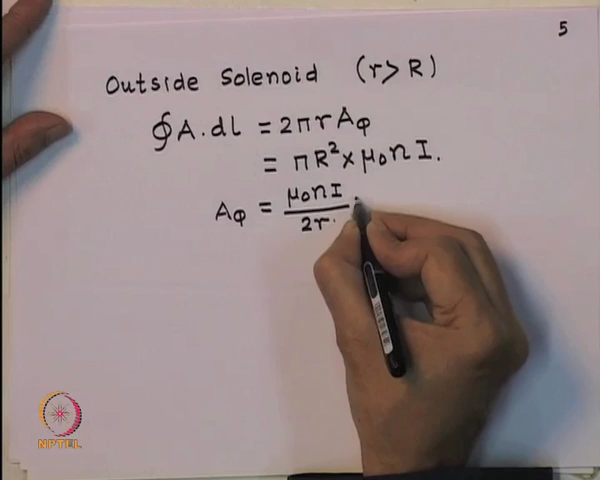 5
Outside Solenoid (r > R)
∮A.dl = 2πrAφ
= πR² × μ₀nI.
Aφ = μ₀nI / 2r
NPTEL